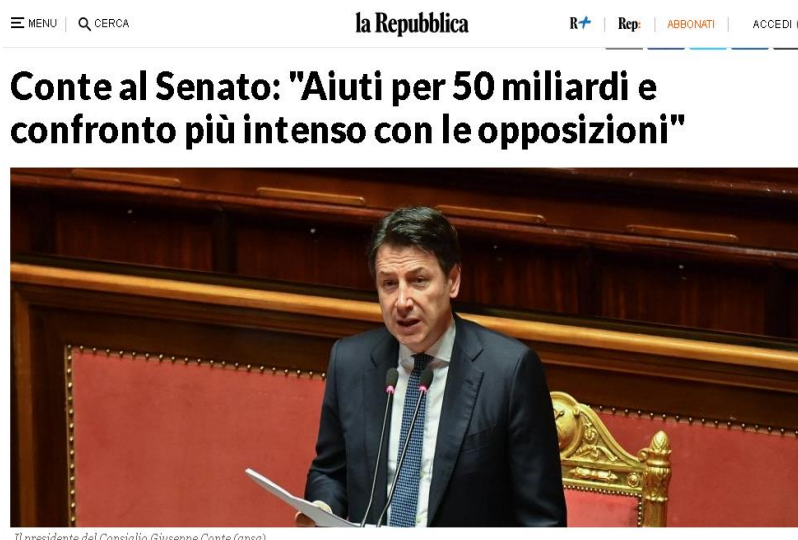 MENU
CERCA
la Repubblica
R+
Rep:
ABBONATI
ACCEDI
Conte al Senato: "Aiuti per 50 miliardi e
confronto più intenso con le opposizioni"
Il presidente del Consiglio Giuseppe Conte (ansa)